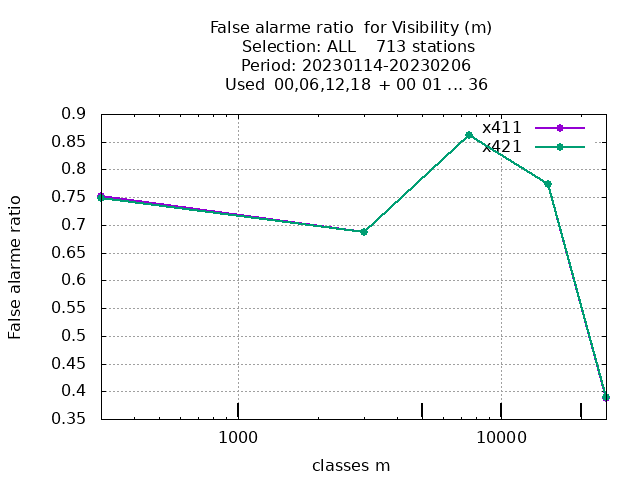 False alarme ratio  for Visibility (m)
Selection: ALL    713 stations
Period: 20230114-20230206
Used  00,06,12,18 + 00 01 ... 36
x411
x421
0.9
0.85
0.8
0.75
0.7
0.65
0.6
0.55
0.5
0.45
0.4
0.35
False alarme ratio
1000
10000
classes m